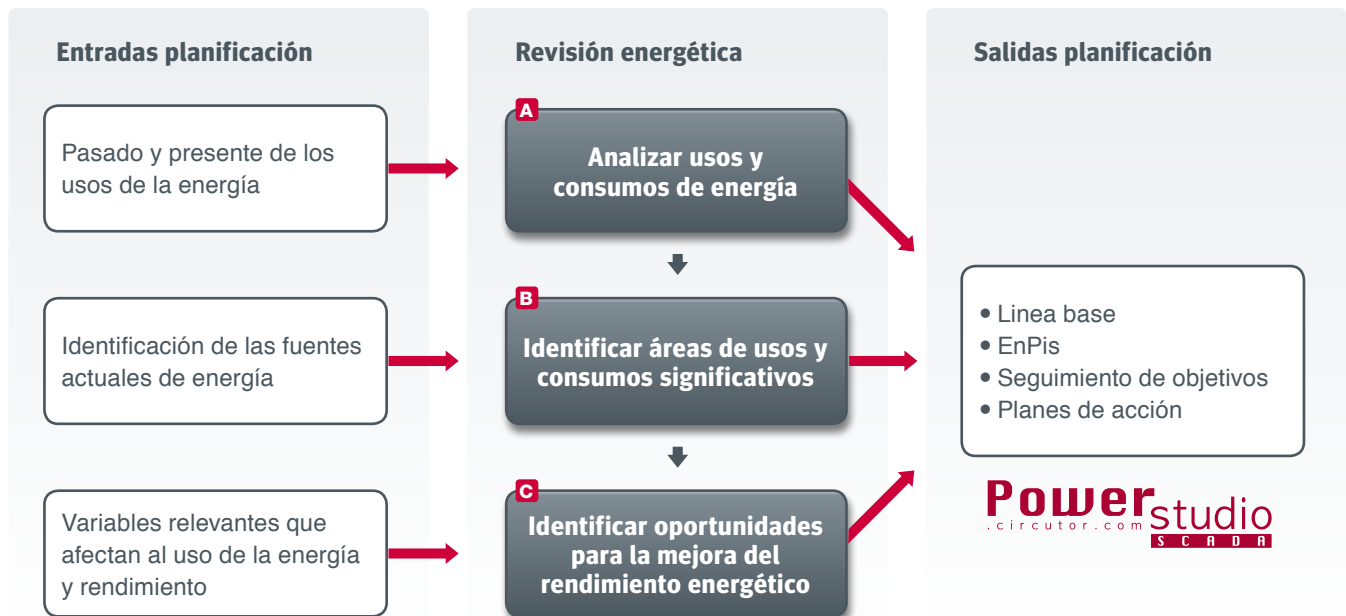 Entradas planificación
Pasado y presente de los
usos de la energía
Identificación de las fuentes
actuales de energía
Variables relevantes que
afectan al uso de la energía
y rendimiento
Revisión energética
A
Analizar usos y
consumos de energía
B
Identificar áreas de usos y
consumos significativos
C
Identificar oportunidades
para la mejora del
rendimiento energético
Salidas planificación
• Linea base
• EnPis
• Seguimiento de objetivos
• Planes de acción
Power studio
.circutor.com
SCADA